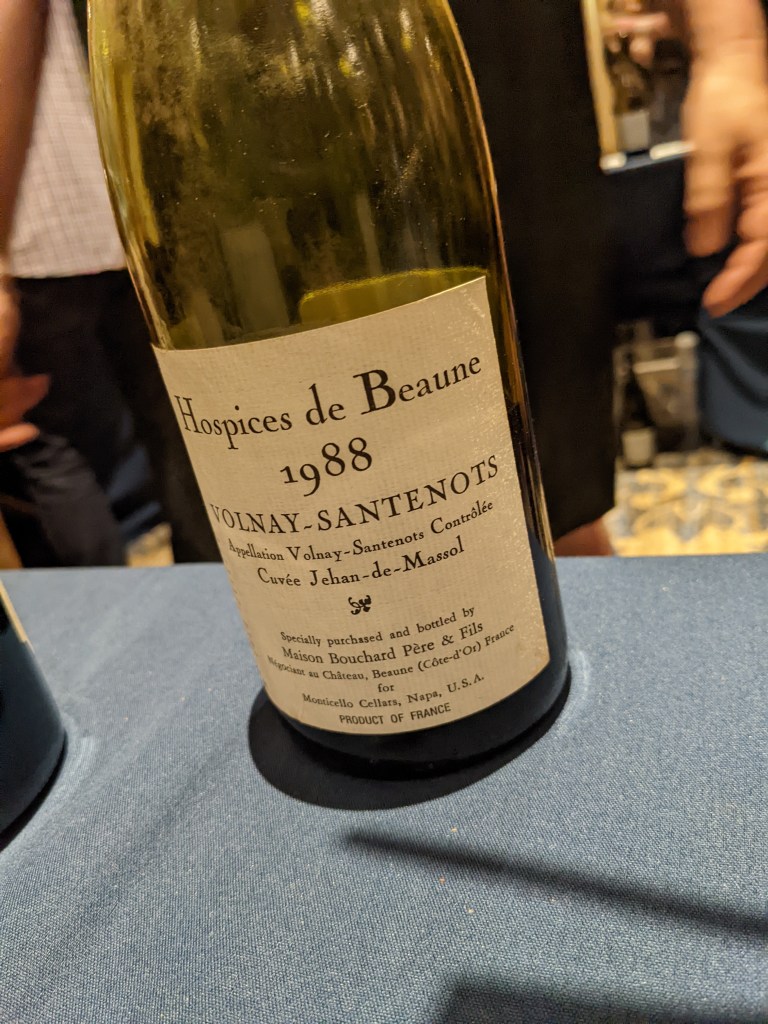 Hospices de Beaune
1988
VOLNAY-SANTENOTS
Appellation Volnay-Santenots Contrôlée
Cuvée Jehan-de-Massol
Specially purchased and bottled by
Maison Bouchard Père & Fils
Négociant au Château, Beaune (Côte-d'Or) France
for
Monticello Cellars, Napa, U.S.A.
PRODUCT OF FRANCE